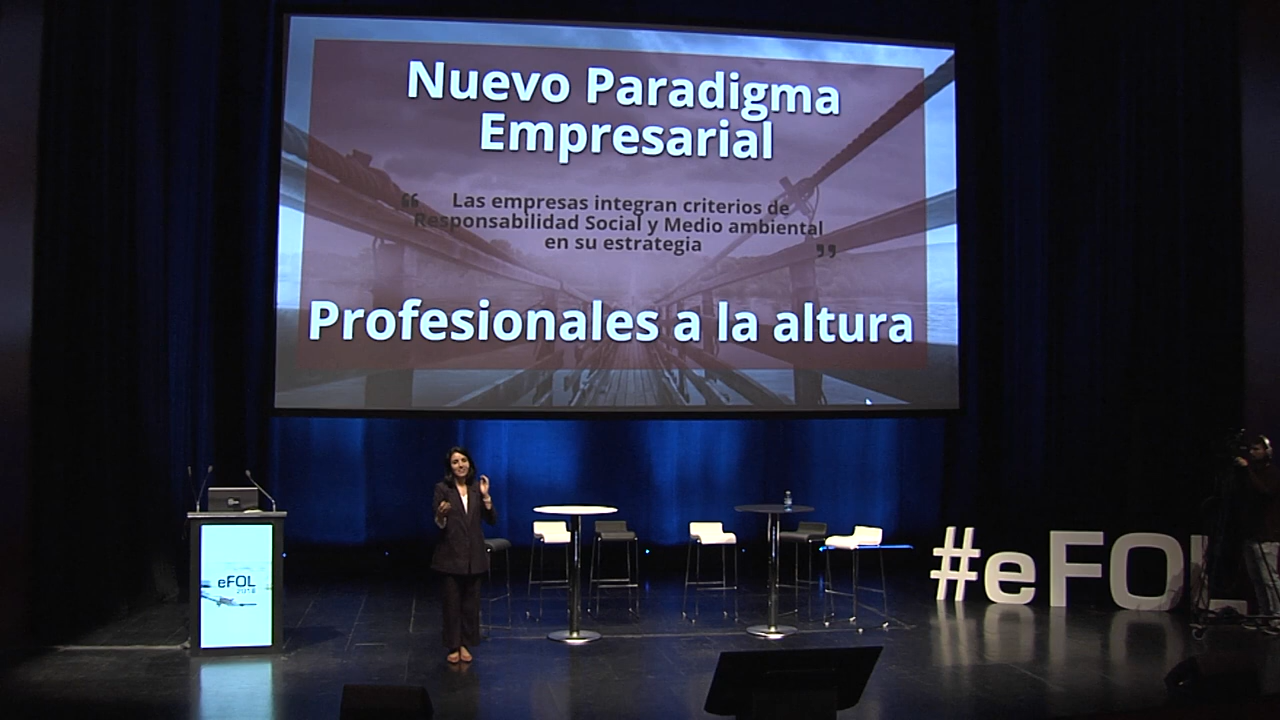 Nuevo Paradigma
Empresarial
“ Las empresas integran criterios de
Responsabilidad Social y Medio ambiental
en su estrategia ”
Profesionales a la altura
eFOL
2018
#eFOL